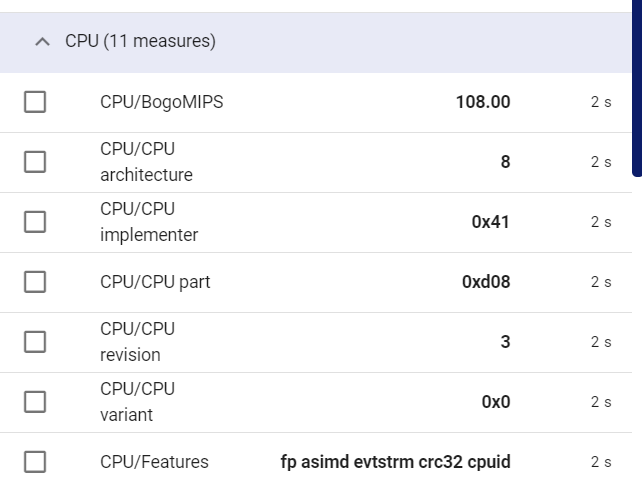 CPU (11 measures)
CPU/BogoMIPS 108.00 2 s
CPU/CPU
architecture 8 2 s
CPU/CPU
implementer 0x41 2 s
CPU/CPU part 0xd08 2 s
CPU/CPU
revision 3 2 s
CPU/CPU
variant 0x0 2 s
CPU/Features fp asimd evtstrm crc32 cpuid 2 s